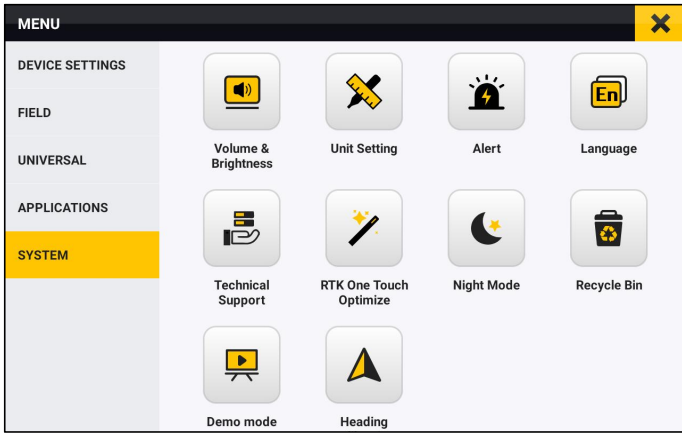 MENU
DEVICE SETTINGS
FIELD
UNIVERSAL
APPLICATIONS
SYSTEM
Volume &
Brightness
Unit Setting
Alert
En
Language
Technical
Support
RTK One Touch
Optimize
Night Mode
Recycle Bin
Demo mode
Heading